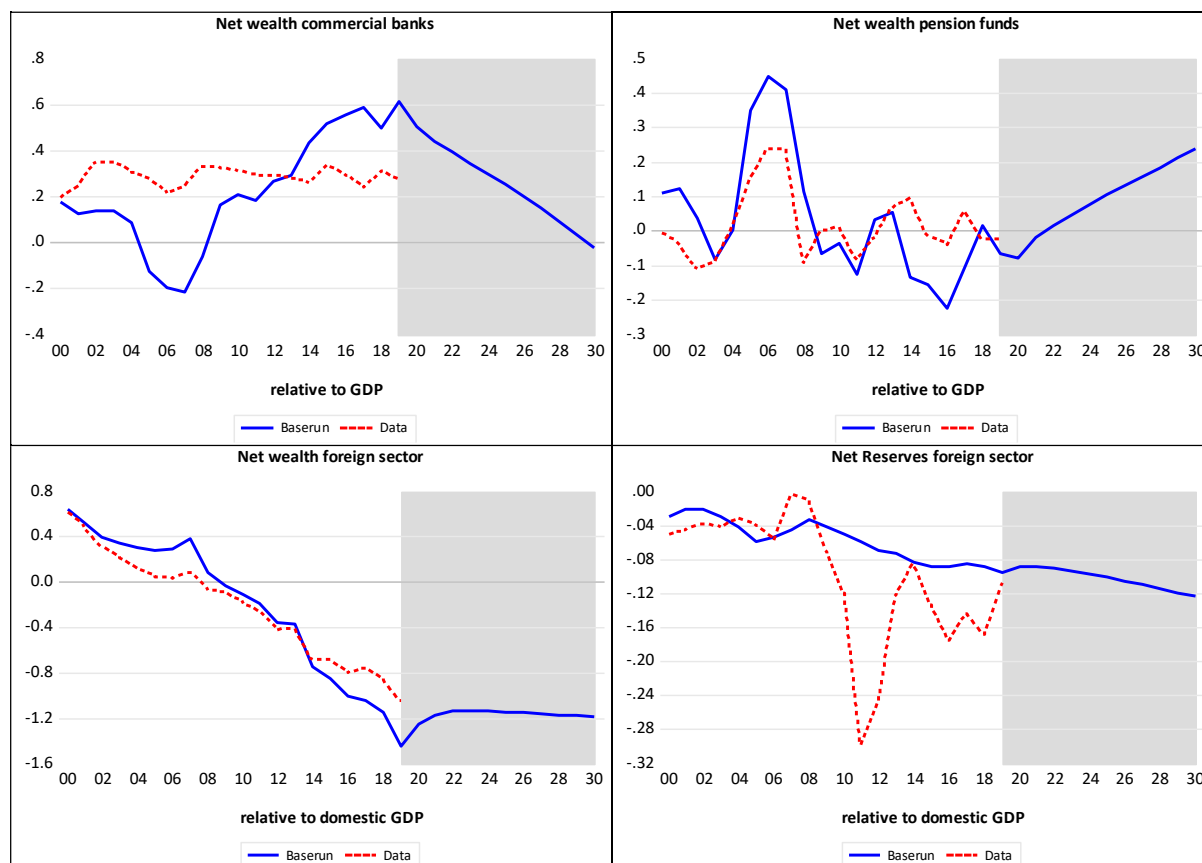 Net wealth commercial banks
.8
.6
.4
.2
.0
-.2
-.4
00 02 04 06 08 10 12 14 16 18 20 22 24 26 28 30
relative to GDP
Baserun Data
Net wealth pension funds
.5
.4
.3
.2
.1
.0
-.1
-.2
-.3
00 02 04 06 08 10 12 14 16 18 20 22 24 26 28 30
relative to GDP
Baserun Data
Net wealth foreign sector
0.8
0.4
0.0
-0.4
-0.8
-1.2
-1.6
00 02 04 06 08 10 12 14 16 18 20 22 24 26 28 30
relative to domestic GDP
Baserun Data
Net Reserves foreign sector
.00
-.04
-.08
-.12
-.16
-.20
-.24
-.28
-.32
00 02 04 06 08 10 12 14 16 18 20 22 24 26 28 30
relative to domestic GDP
Baserun Data